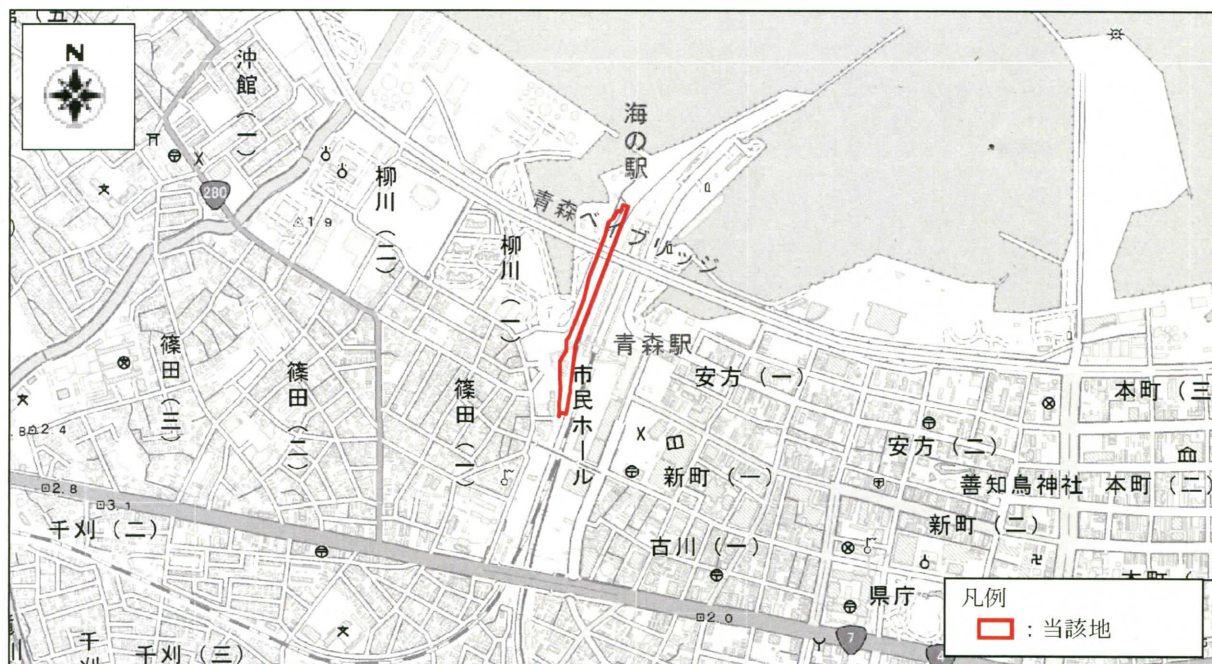 N
沖館(一)
280
海の駅
柳川(二)
青森ベイブリッジ
1.9
柳川(一)
篠田(三)
篠田(二)
篠田(一)
青森駅
市民ホール
安方(一)
本町(三
安方(二)
新町(一)
善知鳥神社
本町(二)
新町(二)
2.4
2.8
3.1
千刈(二)
古川(一)
県庁
2.0
7
4
千刈
千刈(三)
凡例
:当該地